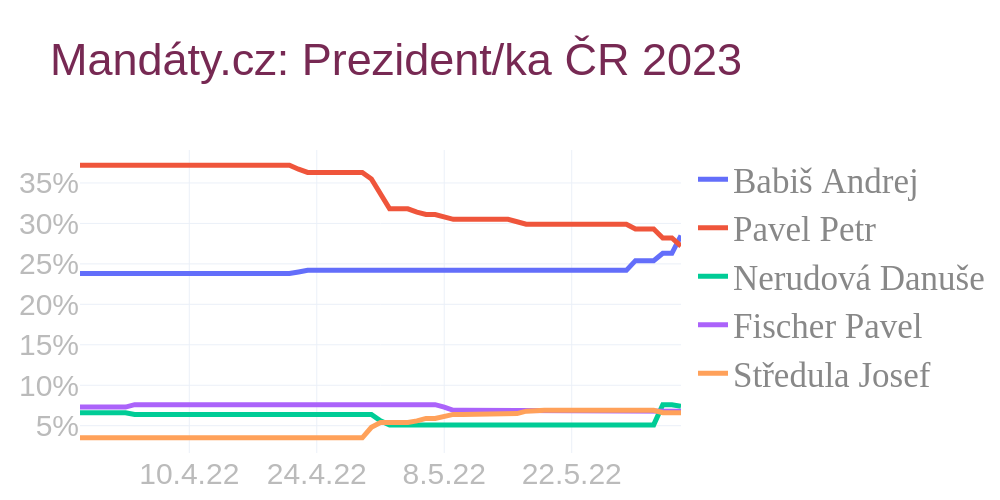 Mandáty.cz: Prezident/ka ČR 2023
35%
30%
25%
20%
15%
10%
5%
10.4.22
24.4.22
8.5.22
22.5.22
Babiš Andrej
Pavel Petr
Nerudová Danuše
Fischer Pavel
Středula Josef